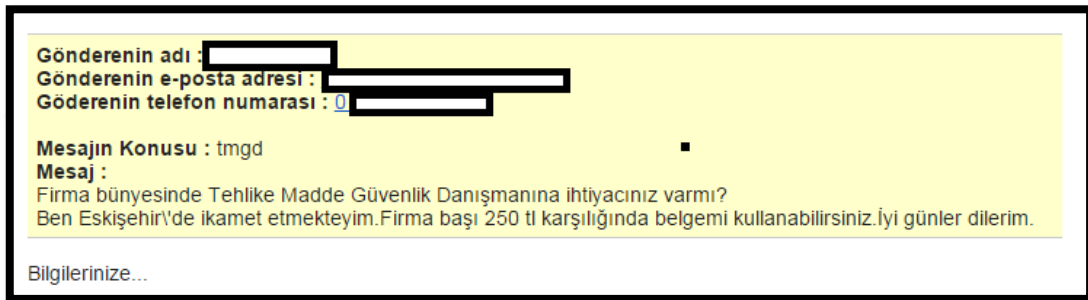 Gönderenin adı :
Gönderenin e-posta adresi :
Göderenin telefon numarası : 0
Mesajın Konusu : tmgd
Mesaj :
Firma bünyesinde Tehlike Madde Güvenlik Danışmanına ihtiyacınız varmı?
Ben Eskişehir\'de ikamet etmekteyim.Firma başı 250 tl karşılığında belgemi kullanabilirsiniz.İyi günler dilerim.
Bilgilerinize...